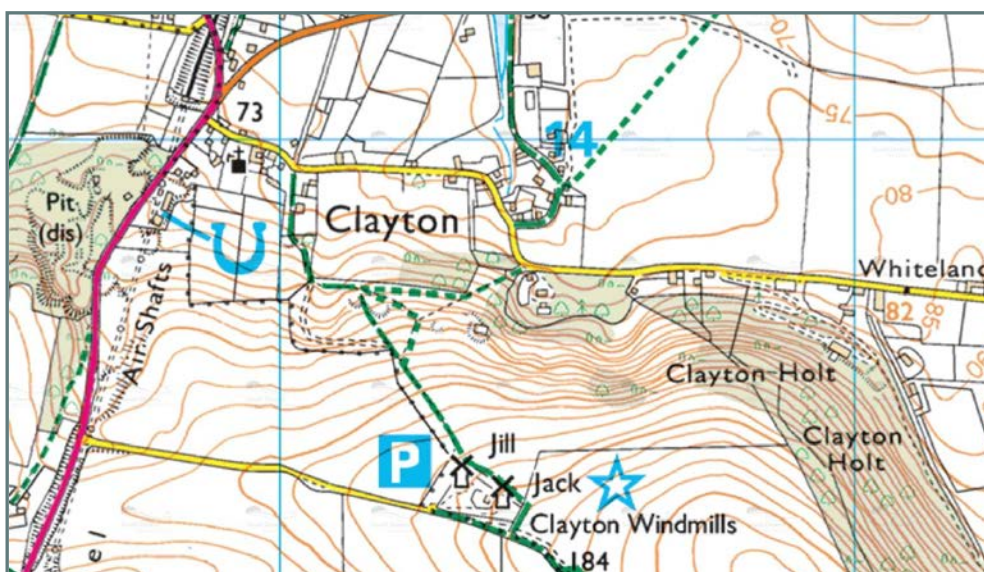 73
14
75
Pit
(dis)
Clayton
80
Whiteland
82
85
Air Shafts
Clayton Holt
Clayton
Holt
P
Jill
Jack
Clayton Windmills
184
el